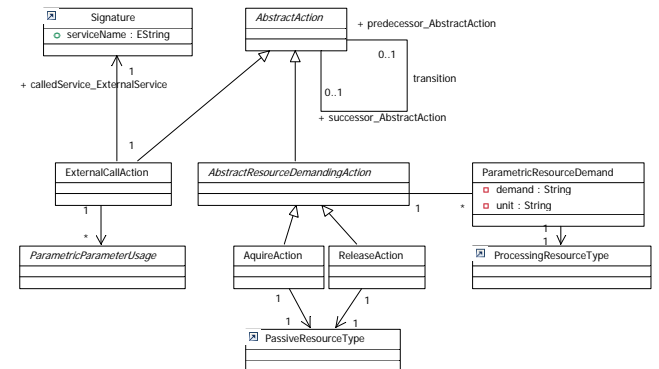 Signature
serviceName : EString
AbstractAction
+ predecessor_AbstractAction
0..1
transition
0..1
+ successor_AbstractAction
1
+ calledService_ExternalService
1
ExternalCallAction
AbstractResourceDemandingAction
ParametricResourceDemand
demand : String
unit : String
1
*
1
*
1
1
ParametricParameterUsage
AquireAction
ReleaseAction
ProcessingResourceType
1
1
1
1
PassiveResourceType